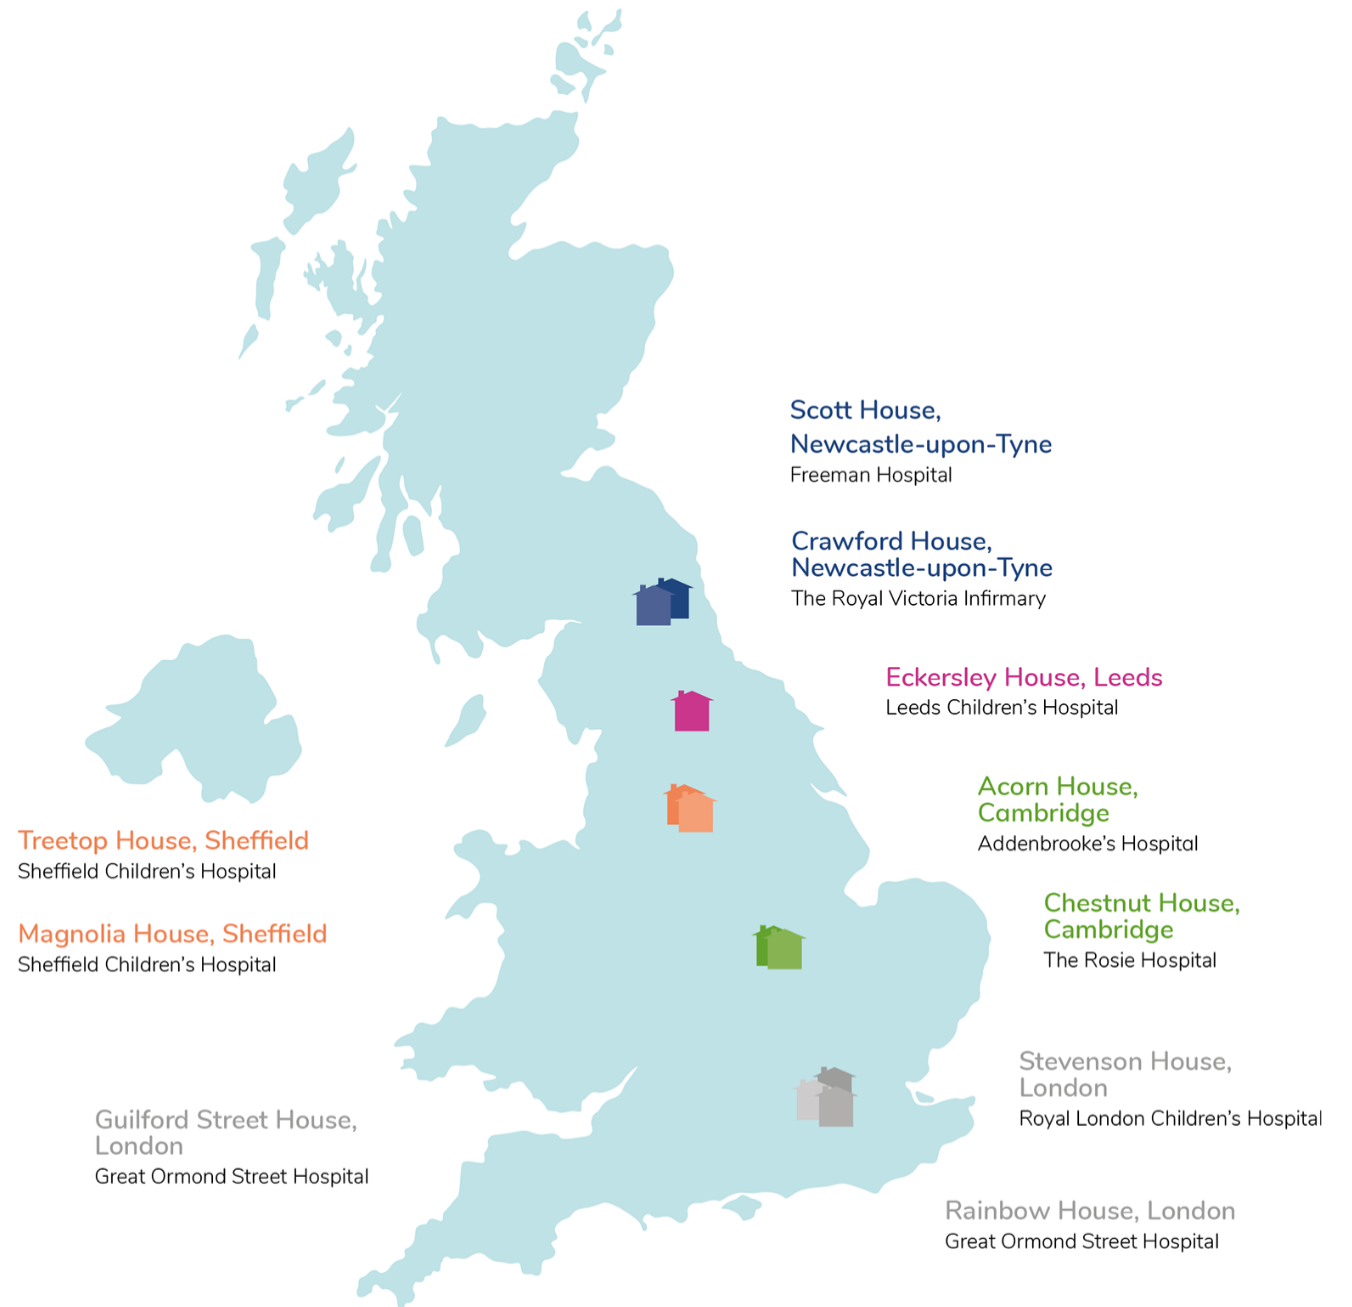 Scott House,
Newcastle-upon-Tyne
Freeman Hospital
Crawford House,
Newcastle-upon-Tyne
The Royal Victoria Infirmary
Eckersley House, Leeds
Leeds Children's Hospital
Acorn House,
Cambridge
Addenbrooke's Hospital
Treetop House, Sheffield
Sheffield Children's Hospital
Chestnut House,
Cambridge
The Rosie Hospital
Magnolia House, Sheffield
Sheffield Children's Hospital
Stevenson House,
London
Royal London Children's Hospital
Guilford Street House,
London
Great Ormond Street Hospital
Rainbow House, London
Great Ormond Street Hospital